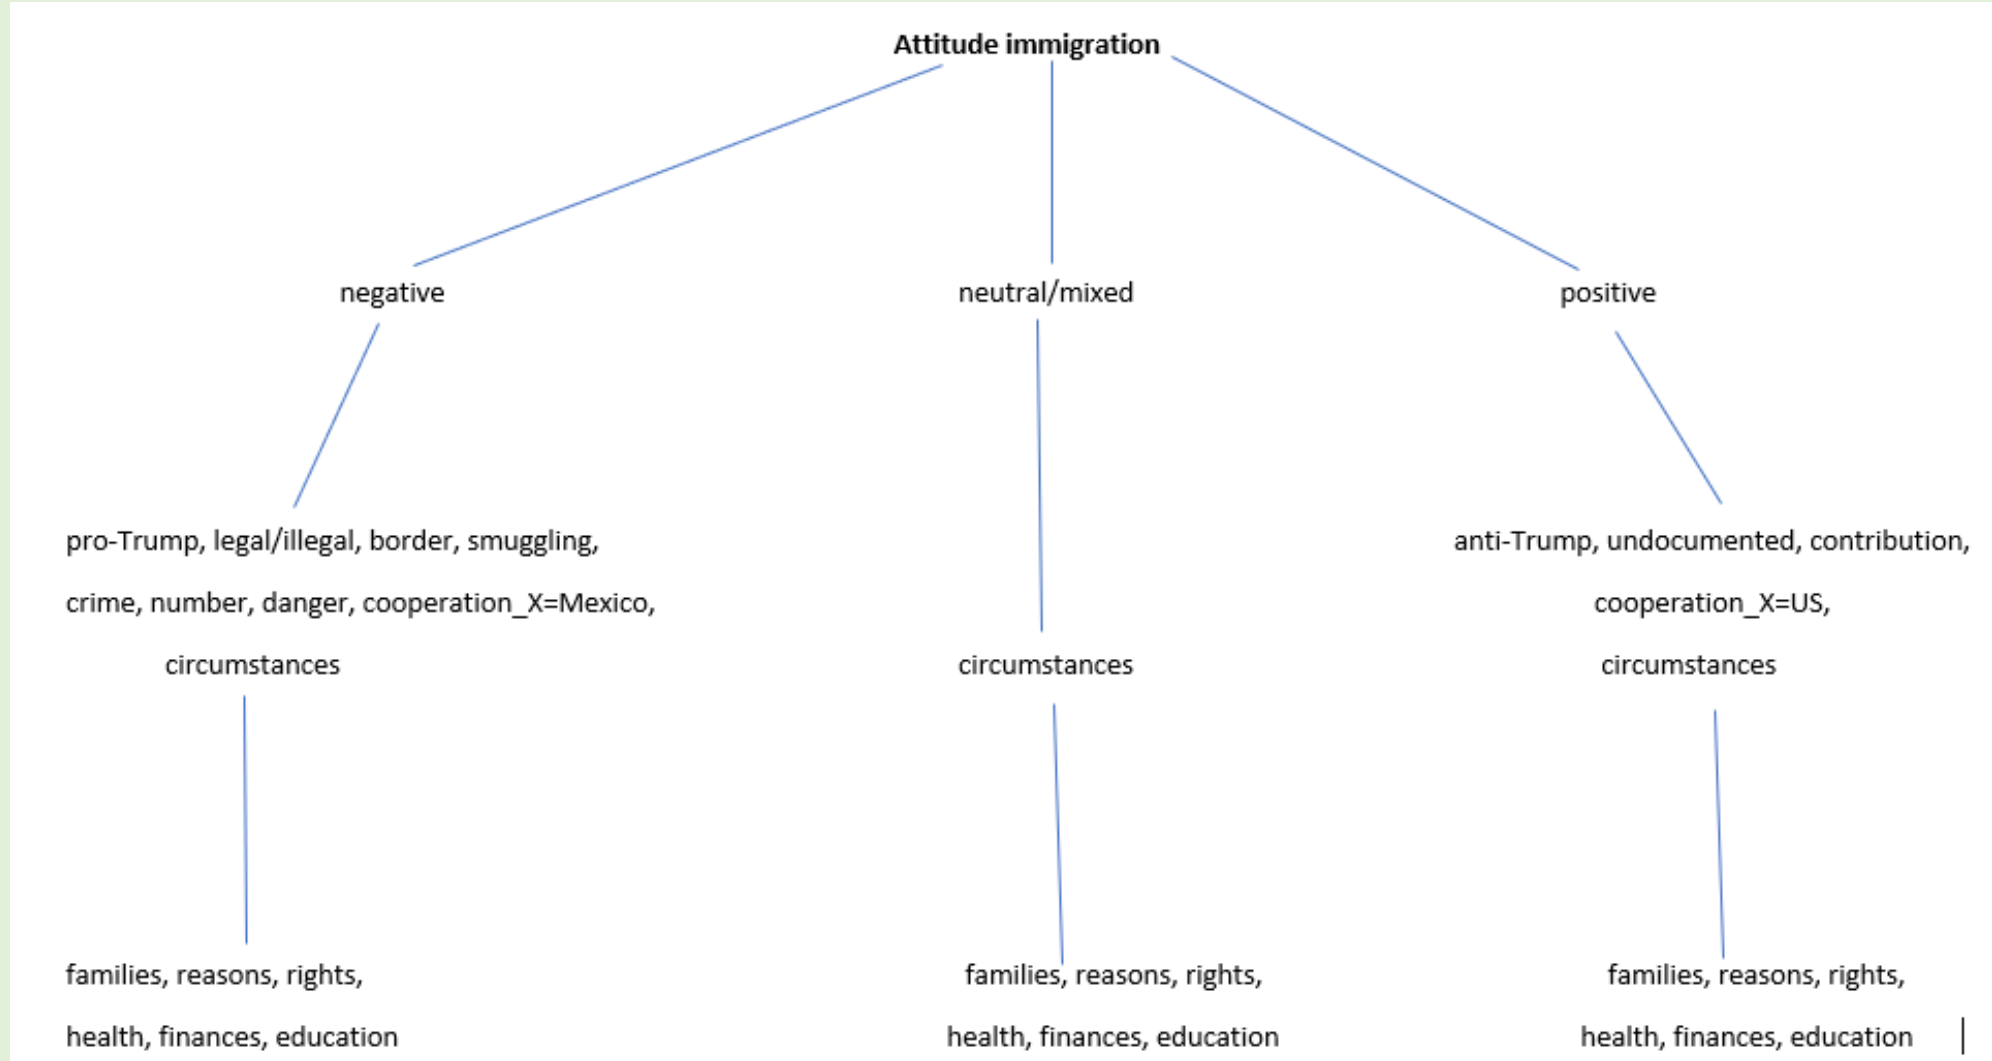 Attitude immigration
negative
neutral/mixed
positive
pro-Trump, legal/illegal, border, smuggling,
crime, number, danger, cooperation_X=Mexico,
circumstances
circumstances
anti-Trump, undocumented, contribution,
cooperation_X=US,
circumstances
families, reasons, rights,
health, finances, education
families, reasons, rights,
health, finances, education
families, reasons, rights,
health, finances, education